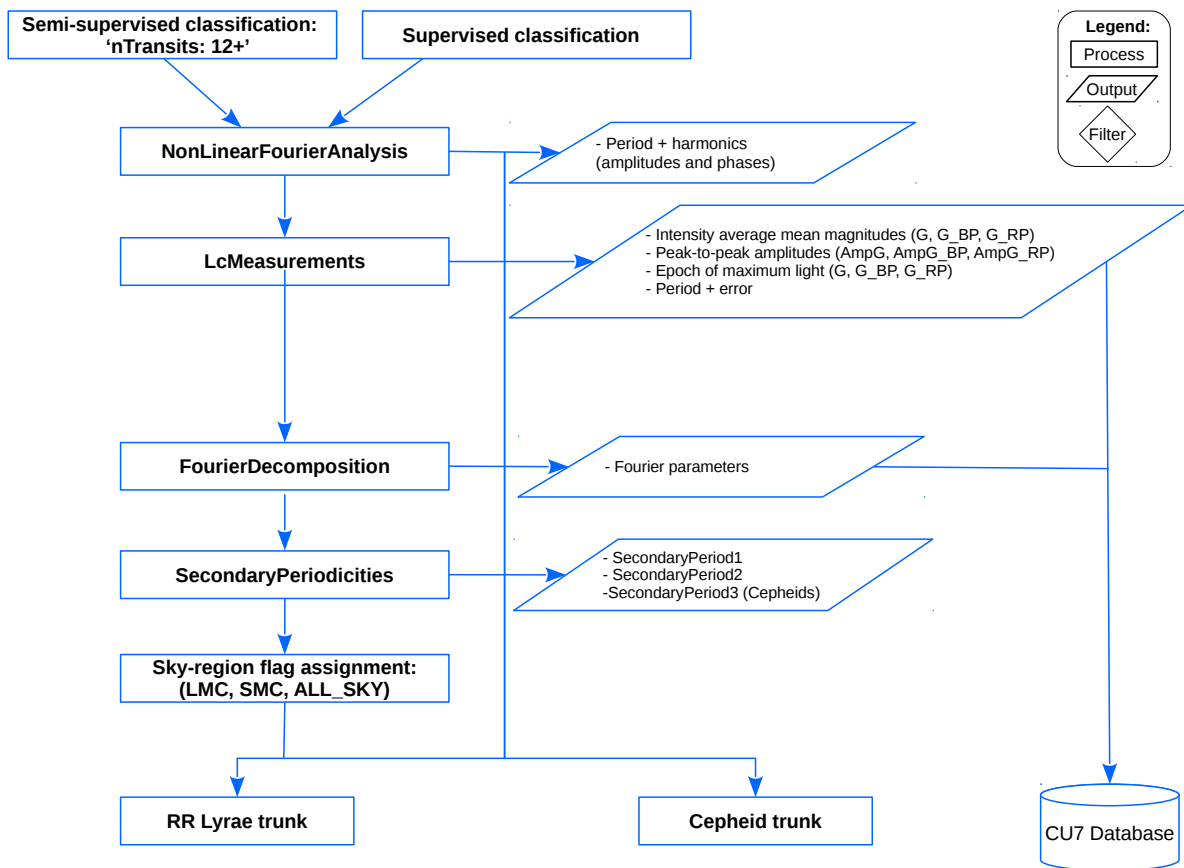 Semi-supervised classification:
‘nTransits: 12+’
Supervised classification
Legend:
Process
Output
Filter
NonLinearFourierAnalysis
- Period + harmonics
(amplitudes and phases)
LcMeasurements
- Intensity average mean magnitudes (G, G_BP, G_RP)
- Peak-to-peak amplitudes (AmpG, AmpG_BP, AmpG_RP)
- Epoch of maximum light (G, G_BP, G_RP)
- Period + error
FourierDecomposition
- Fourier parameters
SecondaryPeriodicities
- SecondaryPeriod1
- SecondaryPeriod2
-SecondaryPeriod3 (Cepheids)
Sky-region flag assignment:
(LMC, SMC, ALL_SKY)
RR Lyrae trunk
Cepheid trunk
CU7 Database